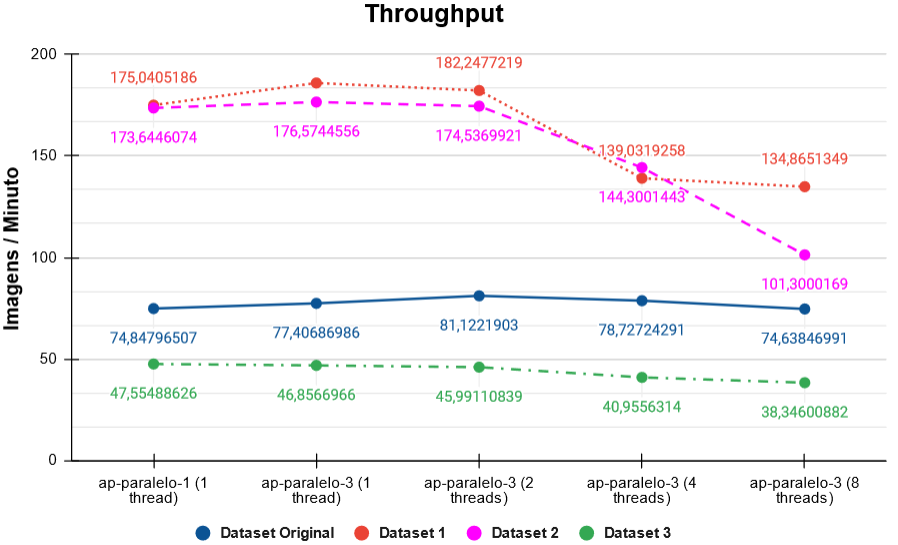 Throughput
Imagens / Minuto
200
150
100
50
0
175,0405186
182,2477219
139,0319258
134,8651349
173,6446074
176,5744556
174,5369921
144,3001443
101,3000169
74,84796507
77,40686986
81,1221903
78,72724291
74,63846991
47,55488626
46,8566966
45,99110839
40,9556314
38,34600882
ap-paralelo-1 (1
thread)
ap-paralelo-3 (1
thread)
ap-paralelo-3 (2
threads)
ap-paralelo-3 (4
threads)
ap-paralelo-3 (8
threads)
Dataset Original
Dataset 1
Dataset 2
Dataset 3